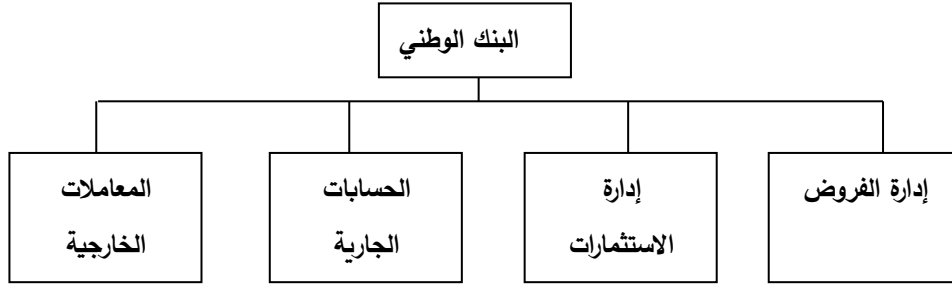 البنك الوطني
إدارة الفروض
إدارة
الاستثمارات
الحسابات
الجارية
المعاملات
الخارجية